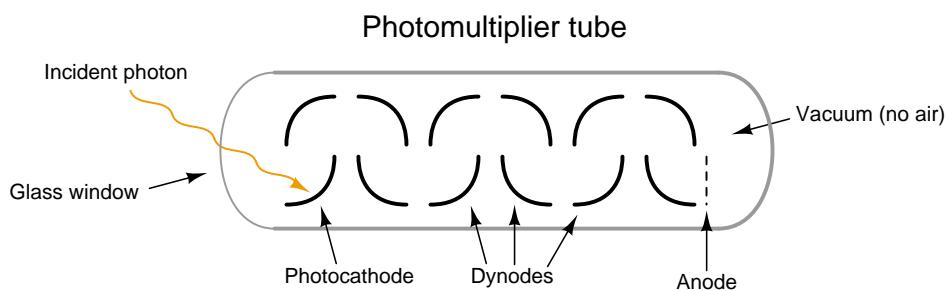 Photomultiplier tube
Incident photon
Vacuum (no air)
Glass window
Photocathode
Dynodes
Anode